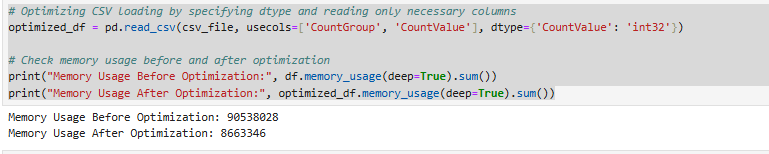 # Optimizing CSV loading by specifying dtype and reading only necessary columns
optimized_df = pd.read_csv(csv_file, usecols=['CountGroup', 'CountValue'], dtype={'CountValue': 'int32'})
# Check memory usage before and after optimization
print("Memory Usage Before Optimization:", df.memory_usage(deep=True).sum())
print("Memory Usage After Optimization:", optimized_df.memory_usage(deep=True).sum())
Memory Usage Before Optimization: 90538028
Memory Usage After Optimization: 8663346